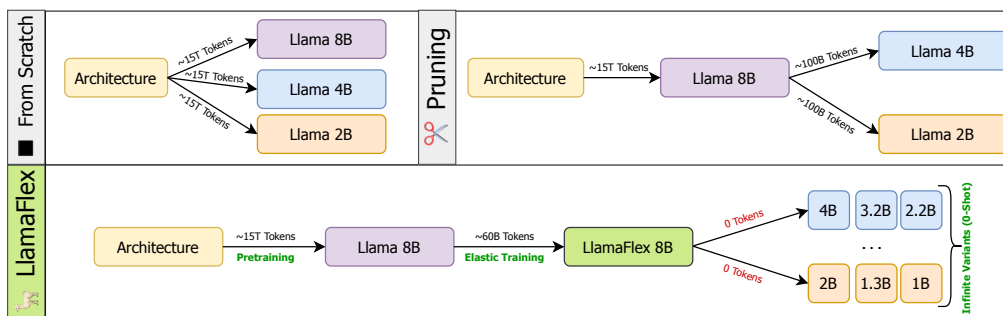 From Scratch
Architecture
~15T Tokens
~15T Tokens
~15T Tokens
Llama 8B
Llama 4B
Llama 2B
Pruning
Architecture
~15T Tokens
Llama 8B
~100B Tokens
~100B Tokens
Llama 4B
Llama 2B
LlamaFlex
Architecture
~15T Tokens
Pretraining
Llama 8B
~60B Tokens
Elastic Training
LlamaFlex 8B
0 Tokens
0 Tokens
4B 3.2B 2.2B
...
2B 1.3B 1B
Infinite Variants (0-Shot)